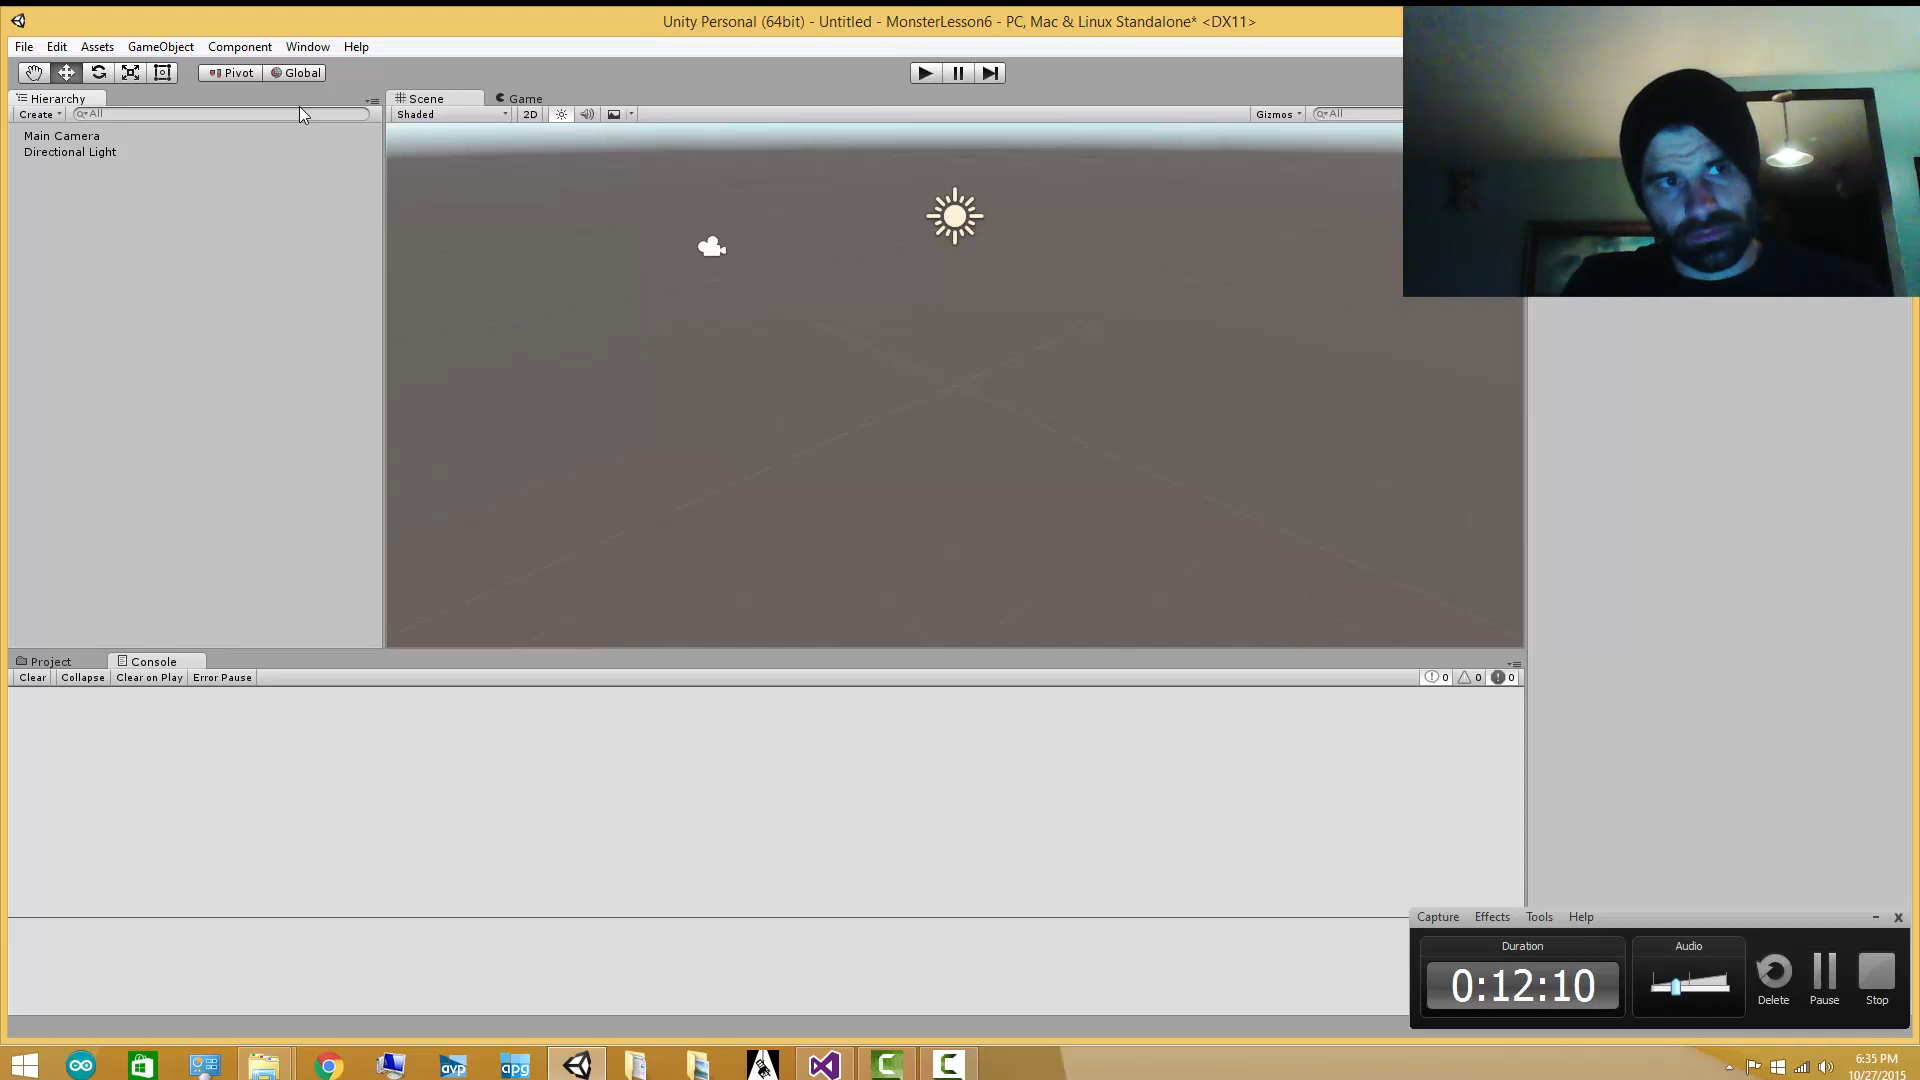 Unity Personal (64bit) - Untitled - MonsterLesson6 - PC, Mac & Linux Standalone* <DX11>
File Edit Assets GameObject Component Window Help
Pivot Global
Hierarchy
Scene Game
Create All
Shaded 2D Gizmos All
Main Camera
Directional Light
Project Console
Clear Collapse Clear on Play Error Pause 0 0 0
Capture Effects Tools Help
Duration Audio
0:12:10
Delete Pause Stop
avp apg
6:35 PM
10/27/2015